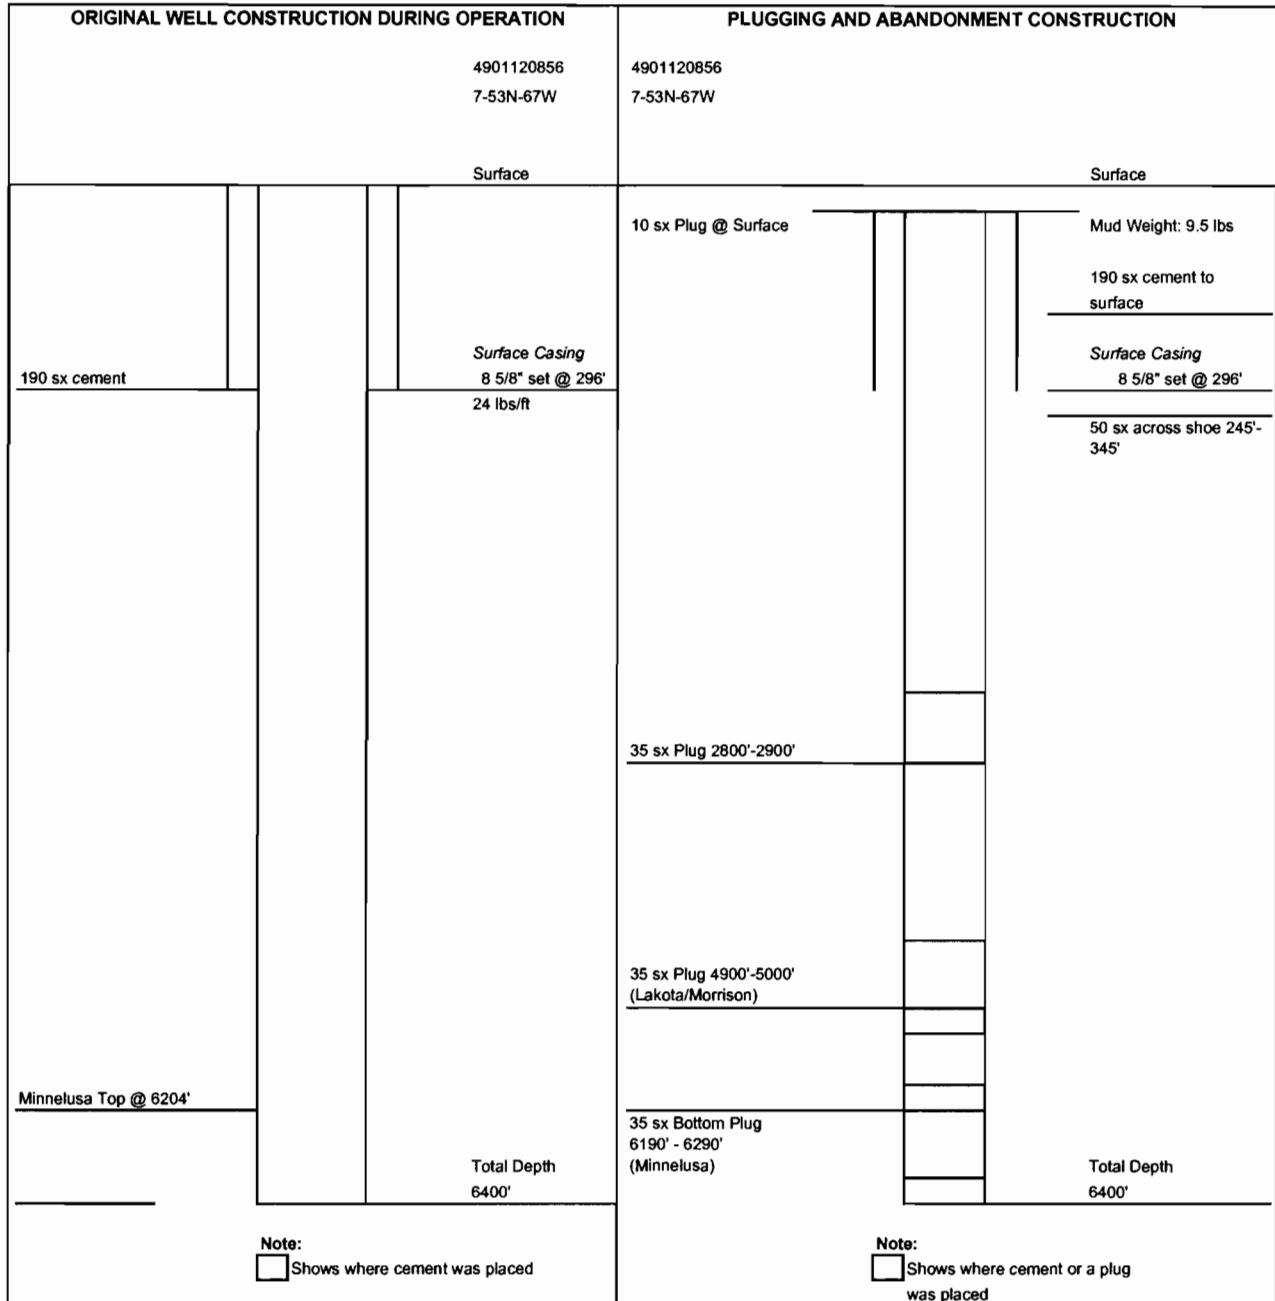 ORIGINAL WELL CONSTRUCTION DURING OPERATION
4901120856
7-53N-67W
Surface
190 sx cement
Surface Casing
8 5/8" set @ 296'
24 lbs/ft
Minnelusa Top @ 6204'
Total Depth
6400'
Note:
Shows where cement was placed
PLUGGING AND ABANDONMENT CONSTRUCTION
4901120856
7-53N-67W
Surface
10 sx Plug @ Surface
Mud Weight: 9.5 lbs
190 sx cement to
surface
Surface Casing
8 5/8" set @ 296'
50 sx across shoe 245'-
345'
35 sx Plug 2800'-2900'
35 sx Plug 4900'-5000'
(Lakota/Morrison)
35 sx Bottom Plug
6190' - 6290'
(Minnelusa)
Total Depth
6400'
Note:
Shows where cement or a plug
was placed